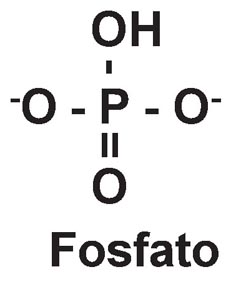 OH
-O - P - O-
O
Fosfato